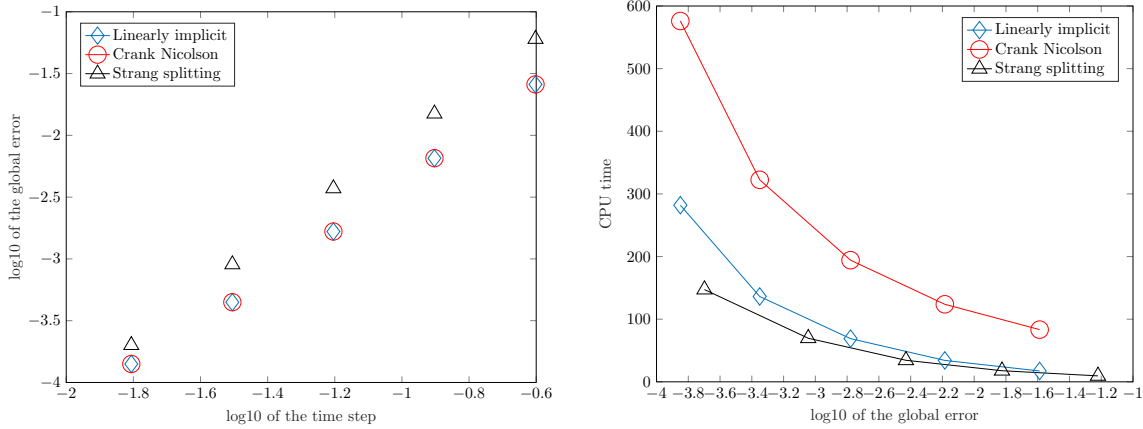 −1
−1.5
−2
−2.5
−3
−3.5
−4
log10 of the global error
Linearly implicit
Crank Nicolson
Strang splitting
−2
−1.8
−1.6
−1.4
−1.2
−1
−0.8
−0.6
log10 of the time step
600
500
400
300
200
100
0
CPU time
Linearly implicit
Crank Nicolson
Strang splitting
−4 −3.8−3.6−3.4−3.2 −3 −2.8−2.6−2.4−2.2 −2 −1.8−1.6−1.4−1.2 −1
log10 of the global error